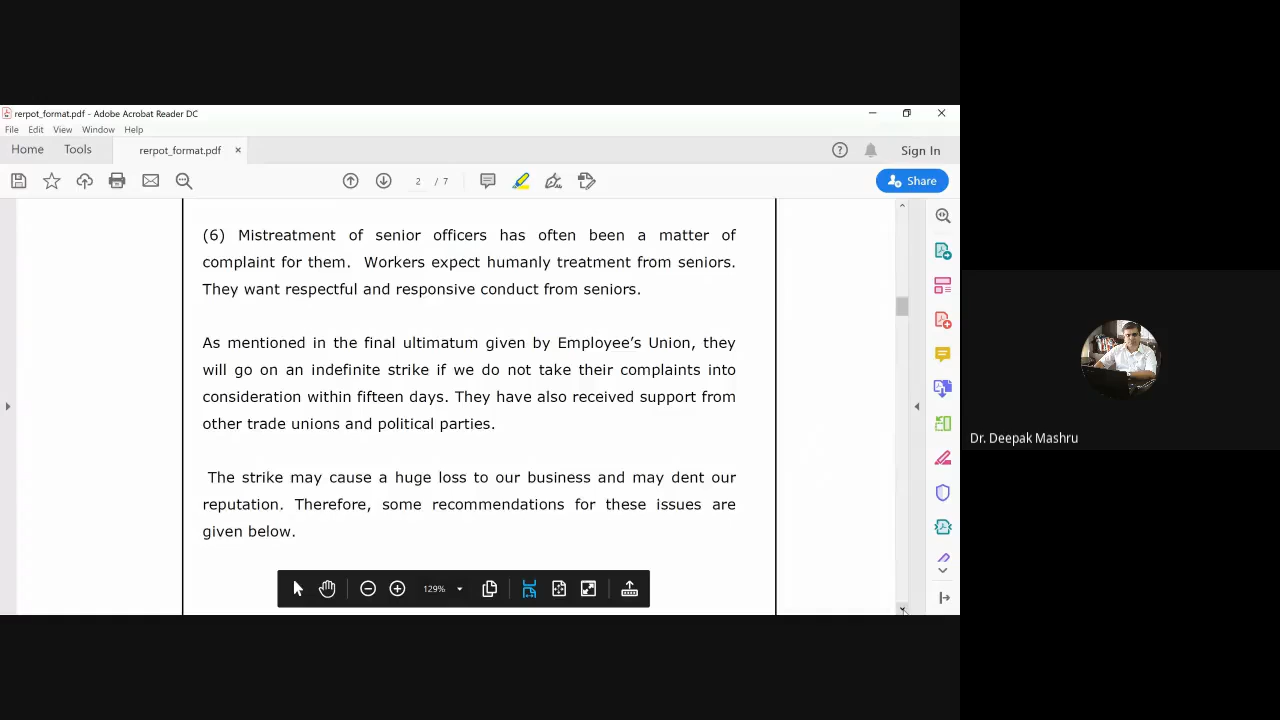 rerpot_format.pdf - Adobe Acrobat Reader DC
File Edit View Window Help
Home Tools rerpot_format.pdf × Sign In
2 / 7 Share
(6) Mistreatment of senior officers has often been a matter of
complaint for them.  Workers expect humanly treatment from seniors.
They want respectful and responsive conduct from seniors.
As mentioned in the final ultimatum given by Employee’s Union, they
will go on an indefinite strike if we do not take their complaints into
consideration within fifteen days. They have also received support from
other trade unions and political parties.
The strike may cause a huge loss to our business and may dent our
reputation. Therefore, some recommendations for these issues are
given below.
129%
Dr. Deepak Mashru